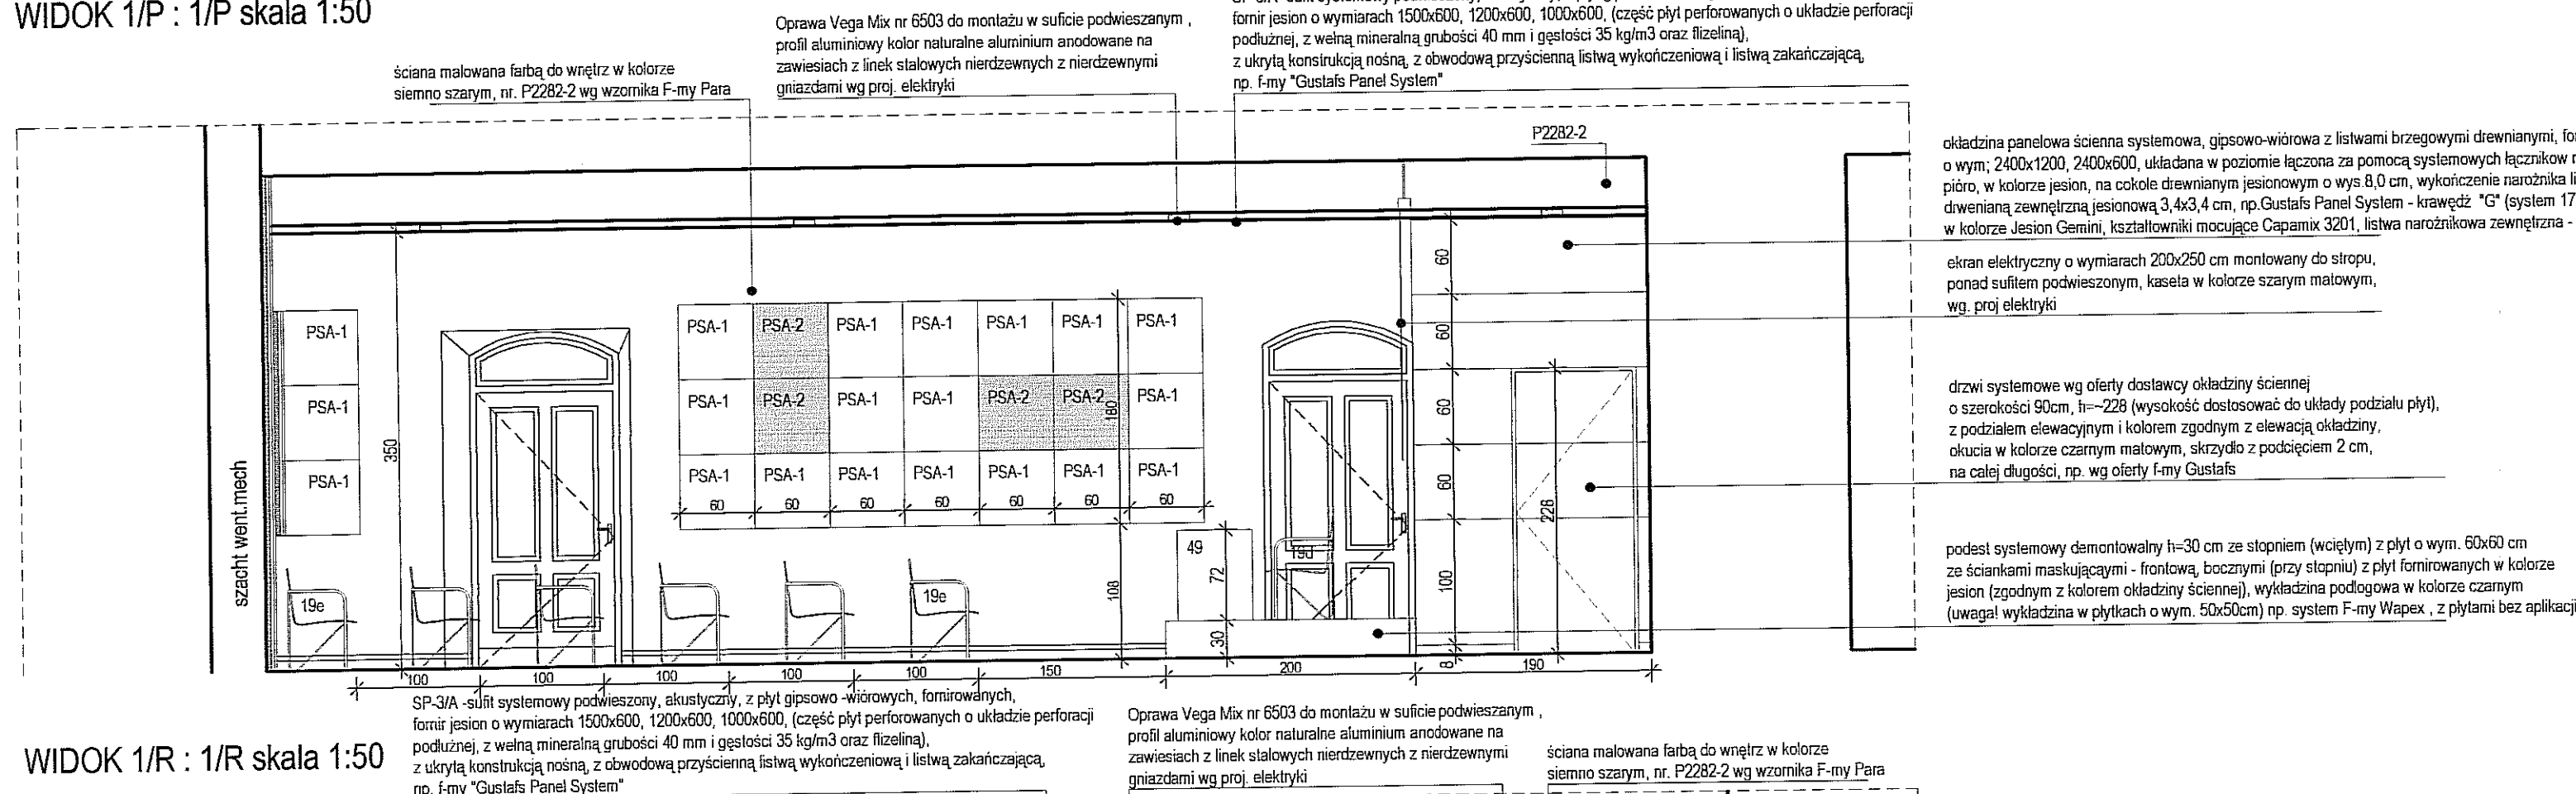 WIDOK 1/P : 1/P skala 1:50
ściana malowana farbą do wnętrz w kolorze
siemno szarym, nr. P2282-2 wg wzornika F-my Para
Oprawa Vega Mix nr 6503 do montażu w suficie podwieszanym ,
profil aluminiowy kolor naturalne aluminium anodowane na
zawiesiach z linek stalowych nierdzewnych z nierdzewnymi
gniazdami wg proj. elektryki
fornir jesion o wymiarach 1500x600, 1200x600, 1000x600, (część płyt perforowanych o układzie perforacji
podłużnej, z wełną mineralną grubości 40 mm i gęstości 35 kg/m3 oraz flizeliną),
z ukrytą konstrukcją nośną, z obwodową przyścienną listwą wykończeniową i listwą zakańczającą,
np. f-my "Gustafs Panel System"
P2282-2
okładzina panelowa ścienna systemowa, gipsowo-wiórowa z listwami brzegowymi drewnianymi,
o wym; 2400x1200, 2400x600, układana w poziomie łączona za pomocą systemowych łącznikow
pióro, w kolorze jesion, na cokole drewnianym jesionowym o wys.8,0 cm, wykończenie narożnika
drwenianą zewnętrzną jesionową 3,4x3,4 cm, np.Gustafs Panel System - krawędź "G" (system 17
w kolorze Jesion Gemini, kształtowniki mocujące Capamix 3201, listwa narożnikowa zewnętrzna -
ekran elektryczny o wymiarach 200x250 cm montowany do stropu,
ponad sufitem podwieszonym, kaseta w kolorze szarym matowym,
wg. proj elektryki
drzwi systemowe wg oferty dostawcy okładziny ściennej
o szerokości 90cm, h=~228 (wysokość dostosować do układy podziału płyt),
z podziałem elewacyjnym i kolorem zgodnym z elewacją okładziny,
okucia w kolorze czarnym matowym, skrzydło z podcięciem 2 cm,
na całej długości, np. wg oferty f-my Gustafs
podest systemowy demontowalny h=30 cm ze stopniem (wciętym) z płyt o wym. 60x60 cm
ze ściankami maskującaymi - frontową, bocznymi (przy stopniu) z płyt fornirowanych w kolorze
jesion (zgodnym z kolorem okładziny ściennej), wykładzina podłogowa w kolorze czarnym
(uwaga! wykładzina w płytkach o wym. 50x50cm) np. system F-my Wapex , z płytami bez aplikacji
szacht went.mech
PSA-1
PSA-1
PSA-1
350
PSA-1 PSA-2 PSA-1 PSA-1 PSA-1 PSA-1 PSA-1
PSA-1 PSA-2 PSA-1 PSA-1 PSA-2 PSA-2 PSA-1
PSA-1 PSA-1 PSA-1 PSA-1 PSA-1 PSA-1 PSA-1
60 60 60 60 60 60 60
180
108
60
60
60
60
100
8
228
49
72
30
19d
19e
19e
100 100 100 100 150 200 190
SP-3/A -sufit systemowy podwieszony, akustyczny, z płyt gipsowo -wiórowych, fornirowanych,
fornir jesion o wymiarach 1500x600, 1200x600, 1000x600, (część płyt perforowanych o układzie perforacji
podłużnej, z wełną mineralną grubości 40 mm i gęstości 35 kg/m3 oraz flizeliną),
z ukrytą konstrukcją nośną, z obwodową przyścienną listwą wykończeniową i listwą zakańczającą,
np. f-my "Gustafs Panel System"
WIDOK 1/R : 1/R skala 1:50
Oprawa Vega Mix nr 6503 do montażu w suficie podwieszanym ,
profil aluminiowy kolor naturalne aluminium anodowane na
zawiesiach z linek stalowych nierdzewnych z nierdzewnymi
gniazdami wg proj. elektryki
ściana malowana farbą do wnętrz w kolorze
siemno szarym, nr. P2282-2 wg wzornika F-my Para